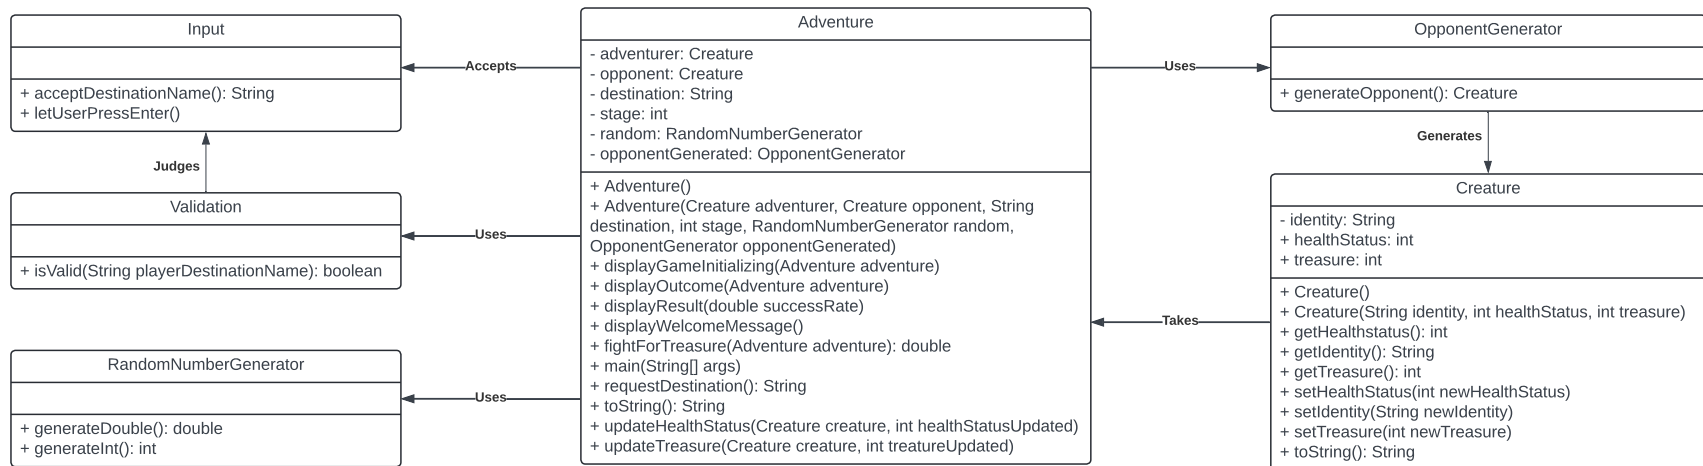 Input
+ acceptDestinationName(): String
+ letUserPressEnter()
Judges
Validation
+ isValid(String playerDestinationName): boolean
RandomNumberGenerator
+ generateDouble(): double
+ generateInt(): int
Accepts
Uses
Uses
Adventure
- adventurer: Creature
- opponent: Creature
- destination: String
- stage: int
- random: RandomNumberGenerator
- opponentGenerated: OpponentGenerator
+ Adventure()
+ Adventure(Creature adventurer, Creature opponent, String
destination, int stage, RandomNumberGenerator random,
OpponentGenerator opponentGenerated)
+ displayGameInitializing(Adventure adventure)
+ displayOutcome(Adventure adventure)
+ displayResult(double successRate)
+ displayWelcomeMessage()
+ fightForTreasure(Adventure adventure): double
+ main(String[] args)
+ requestDestination(): String
+ toString(): String
+ updateHealthStatus(Creature creature, int healthStatusUpdated)
+ updateTreasure(Creature creature, int treatureUpdated)
Uses
Takes
OpponentGenerator
+ generateOpponent(): Creature
Generates
Creature
- identity: String
+ healthStatus: int
+ treasure: int
+ Creature()
+ Creature(String identity, int healthStatus, int treasure)
+ getHealthstatus(): int
+ getIdentity(): String
+ getTreasure(): int
+ setHealthStatus(int newHealthStatus)
+ setIdentity(String newIdentity)
+ setTreasure(int newTreasure)
+ toString(): String